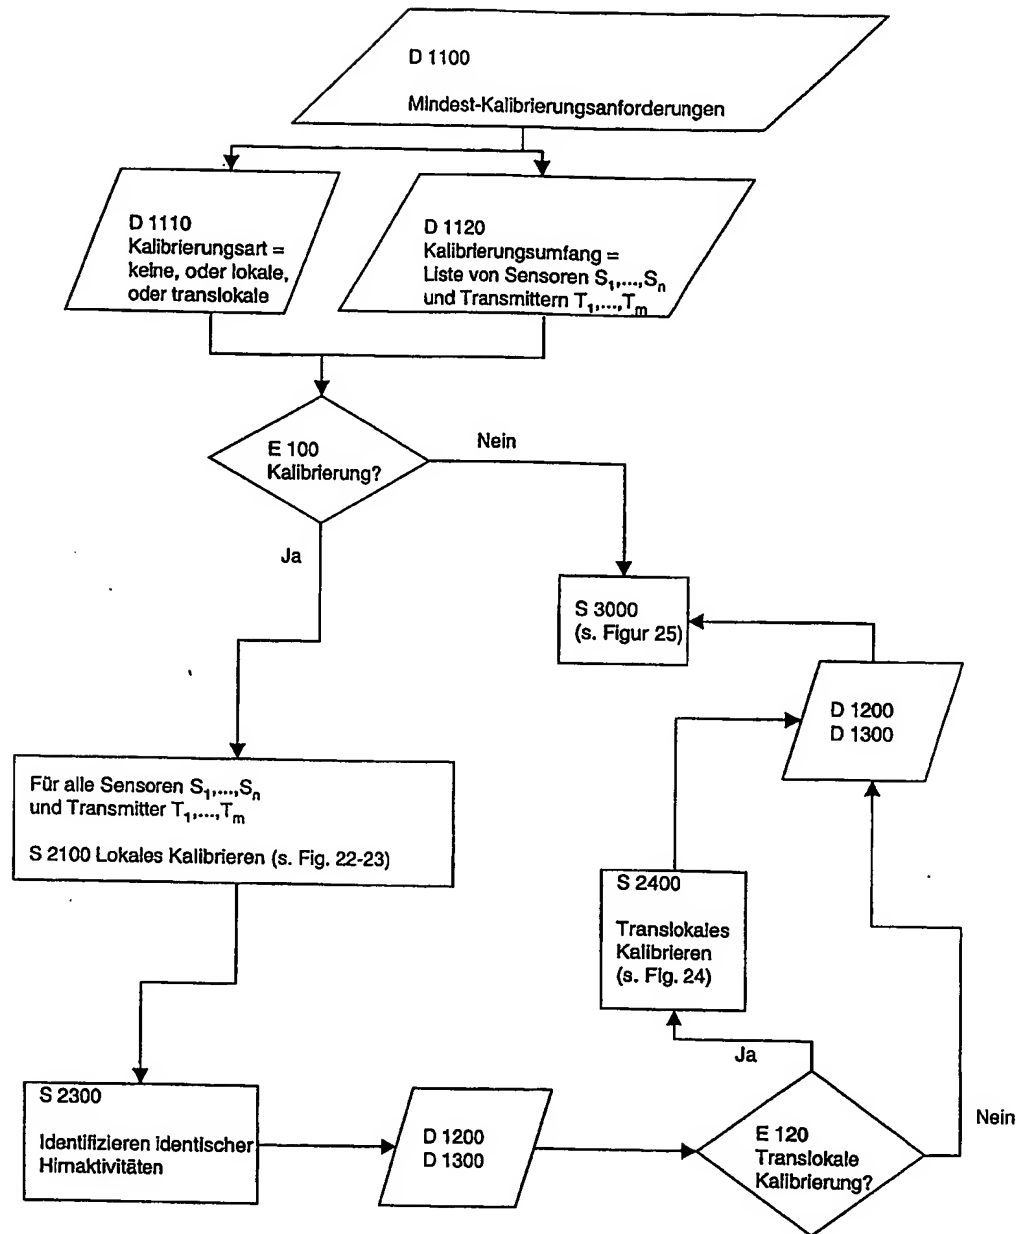 D 1100
Mindest-Kalibrierungsanforderungen
D 1110
Kalibrierungsart =
keine, oder lokale,
oder translokale
D 1120
Kalibrierungsumfang =
Liste von Sensoren S1,...,Sn
und Transmittern T1,...,Tm
E 100
Kalibrierung?
Nein
Ja
S 3000
(s. Figur 25)
D 1200
D 1300
Für alle Sensoren S1,...,Sn
und Transmitter T1,...,Tm
S 2100 Lokales Kalibrieren (s. Fig. 22-23)
S 2400
Translokales
Kalibrieren
(s. Fig. 24)
Ja
Nein
S 2300
Identifizieren identischer
Hirnaktivitäten
D 1200
D 1300
E 120
Translokale
Kalibrierung?